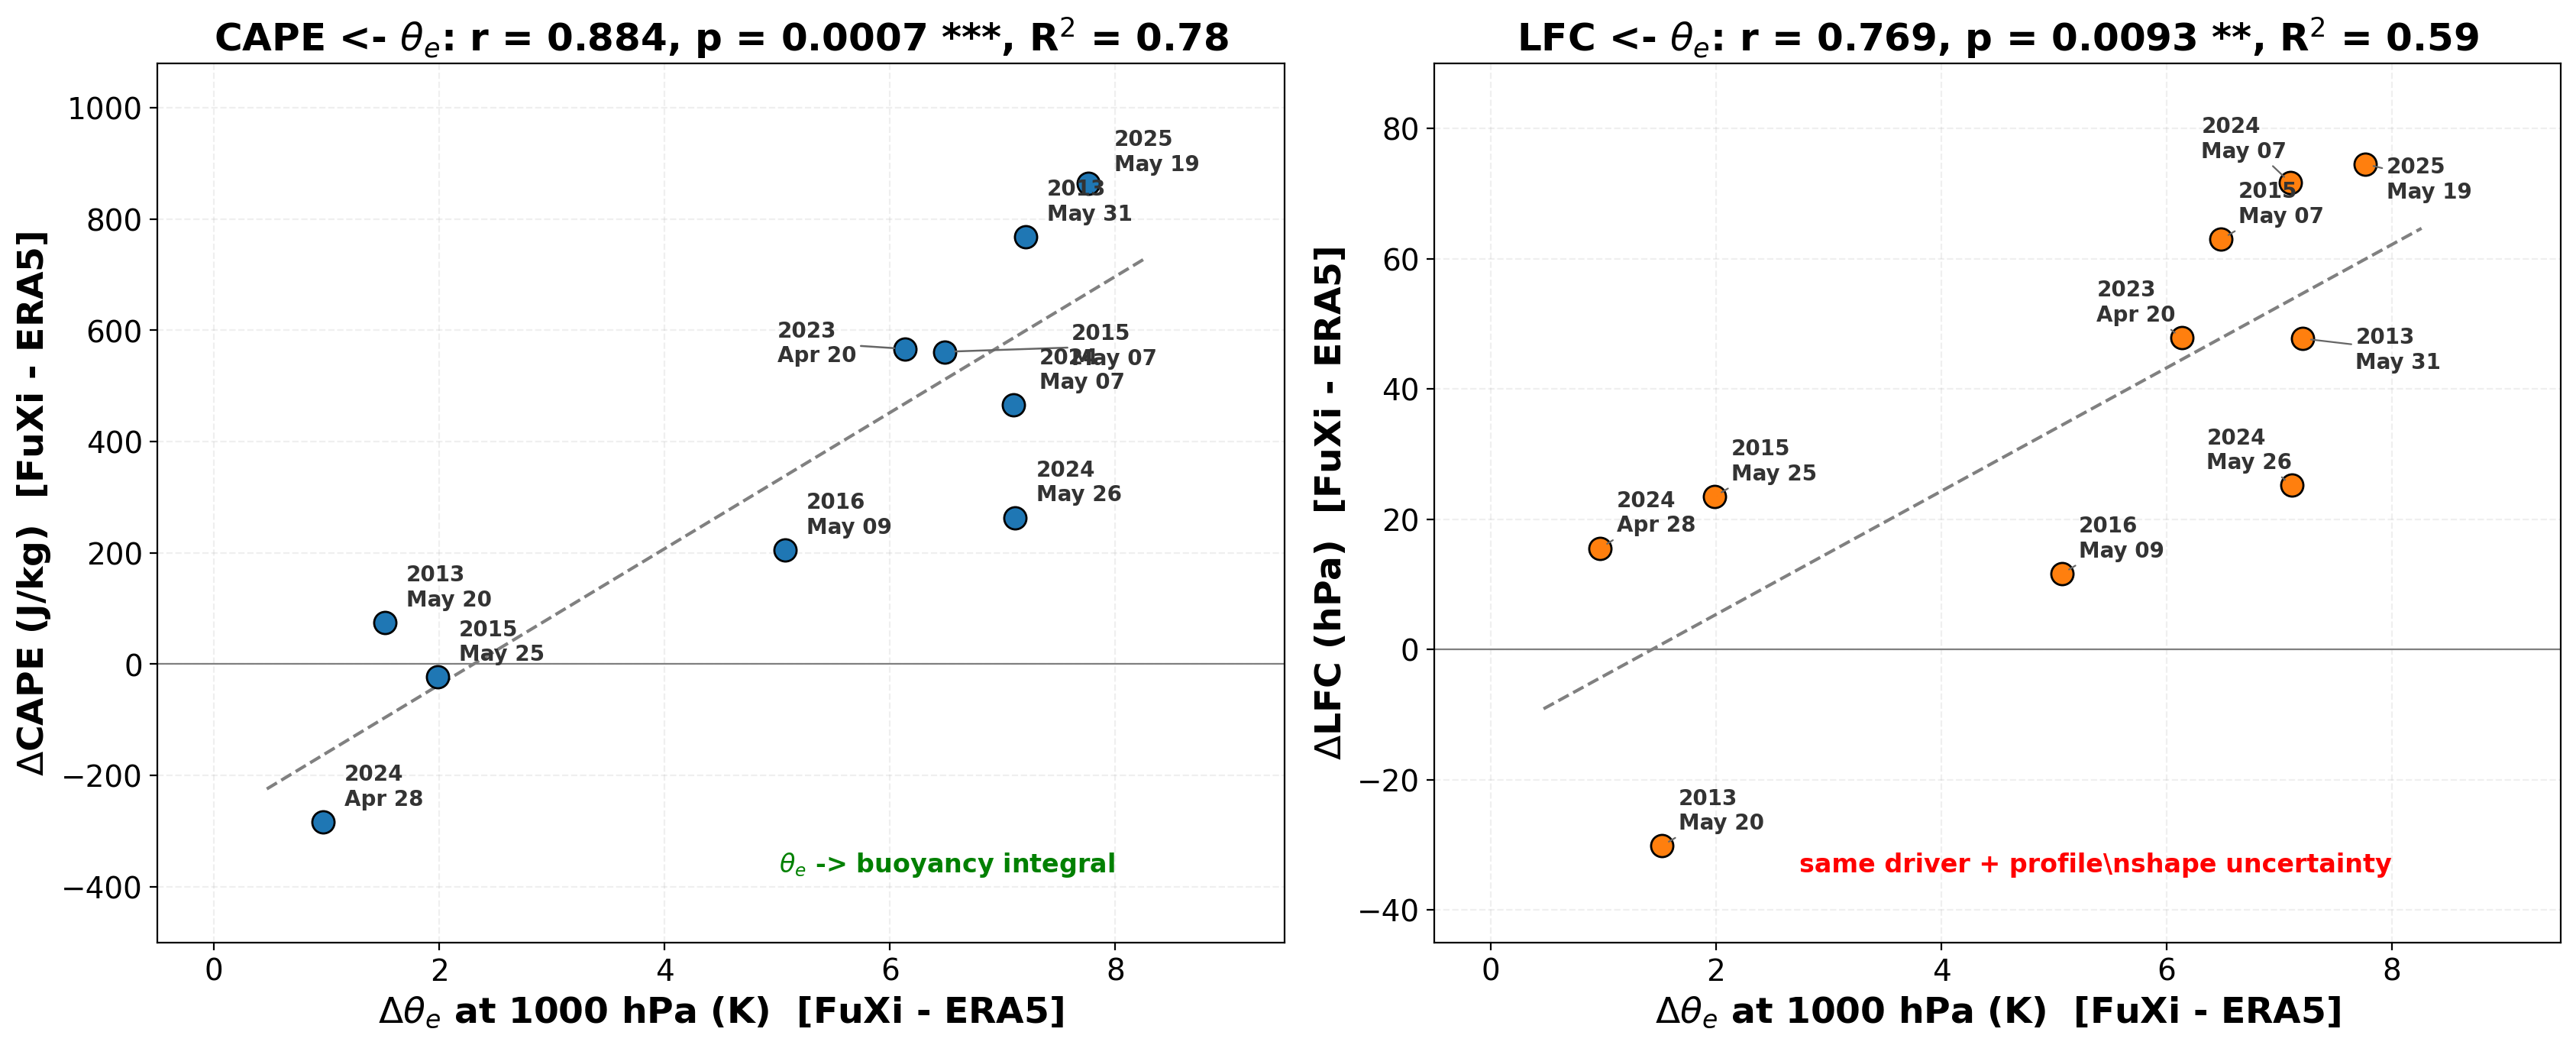 CAPE <- θe: r = 0.884, p = 0.0007 ***, R² = 0.78
ΔCAPE (J/kg)  [FuXi - ERA5]
1000
800
600
400
200
0
−200
−400
2025
May 19
2013
May 31
2023
Apr 20
2015
May 07
2024
May 07
2024
May 26
2016
May 09
2013
May 20
2015
May 25
2024
Apr 28
θe -> buoyancy integral
0
2
4
6
8
Δθe at 1000 hPa (K)  [FuXi - ERA5]
LFC <- θe: r = 0.769, p = 0.0093 **, R² = 0.59
ΔLFC (hPa)  [FuXi - ERA5]
80
60
40
20
0
−20
−40
2024
May 07
2025
May 19
2015
May 07
2023
Apr 20
2013
May 31
2024
May 26
2015
May 25
2024
Apr 28
2016
May 09
2013
May 20
same driver + profile\nshape uncertainty
0
2
4
6
8
Δθe at 1000 hPa (K)  [FuXi - ERA5]